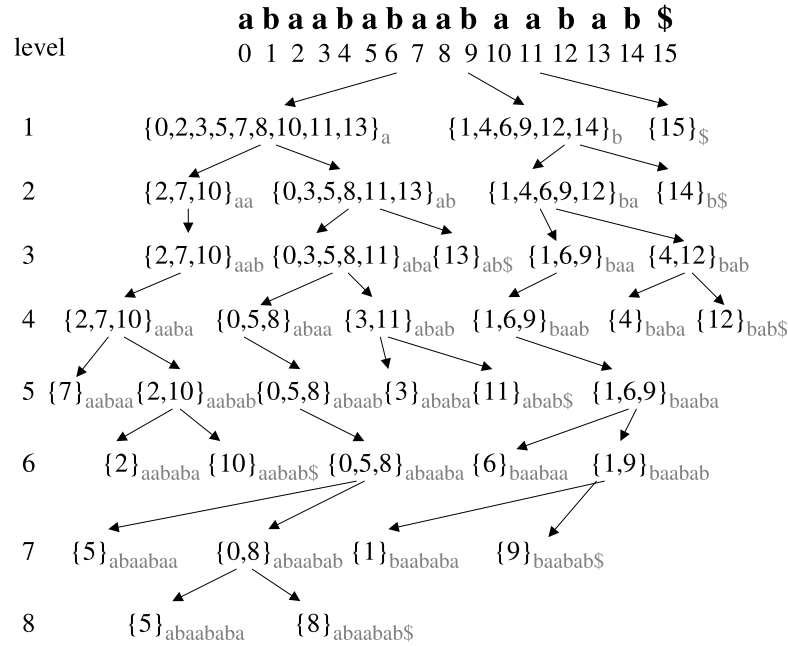 a b a a b a b a a b a a b a b $
level 0 1 2 3 4 5 6 7 8 9 10 11 12 13 14 15
1 {0,2,3,5,7,8,10,11,13}a {1,4,6,9,12,14}b {15}$
2 {2,7,10}aa {0,3,5,8,11,13}ab {1,4,6,9,12}ba {14}b$
3 {2,7,10}aab {0,3,5,8,11}aba {13}ab$ {1,6,9}baa {4,12}bab
4 {2,7,10}aaba {0,5,8}abaa {3,11}abab {1,6,9}baab {4}baba {12}bab$
5 {7}aabaa {2,10}aabab {0,5,8}abaab {3}ababa {11}abab$ {1,6,9}baaba
6 {2}aababa {10}aabab$ {0,5,8}abaaba {6}baabaa {1,9}baabab
7 {5}abaabaa {0,8}abaabab {1}baababa {9}baabab$
8 {5}abaababa {8}abaabab$